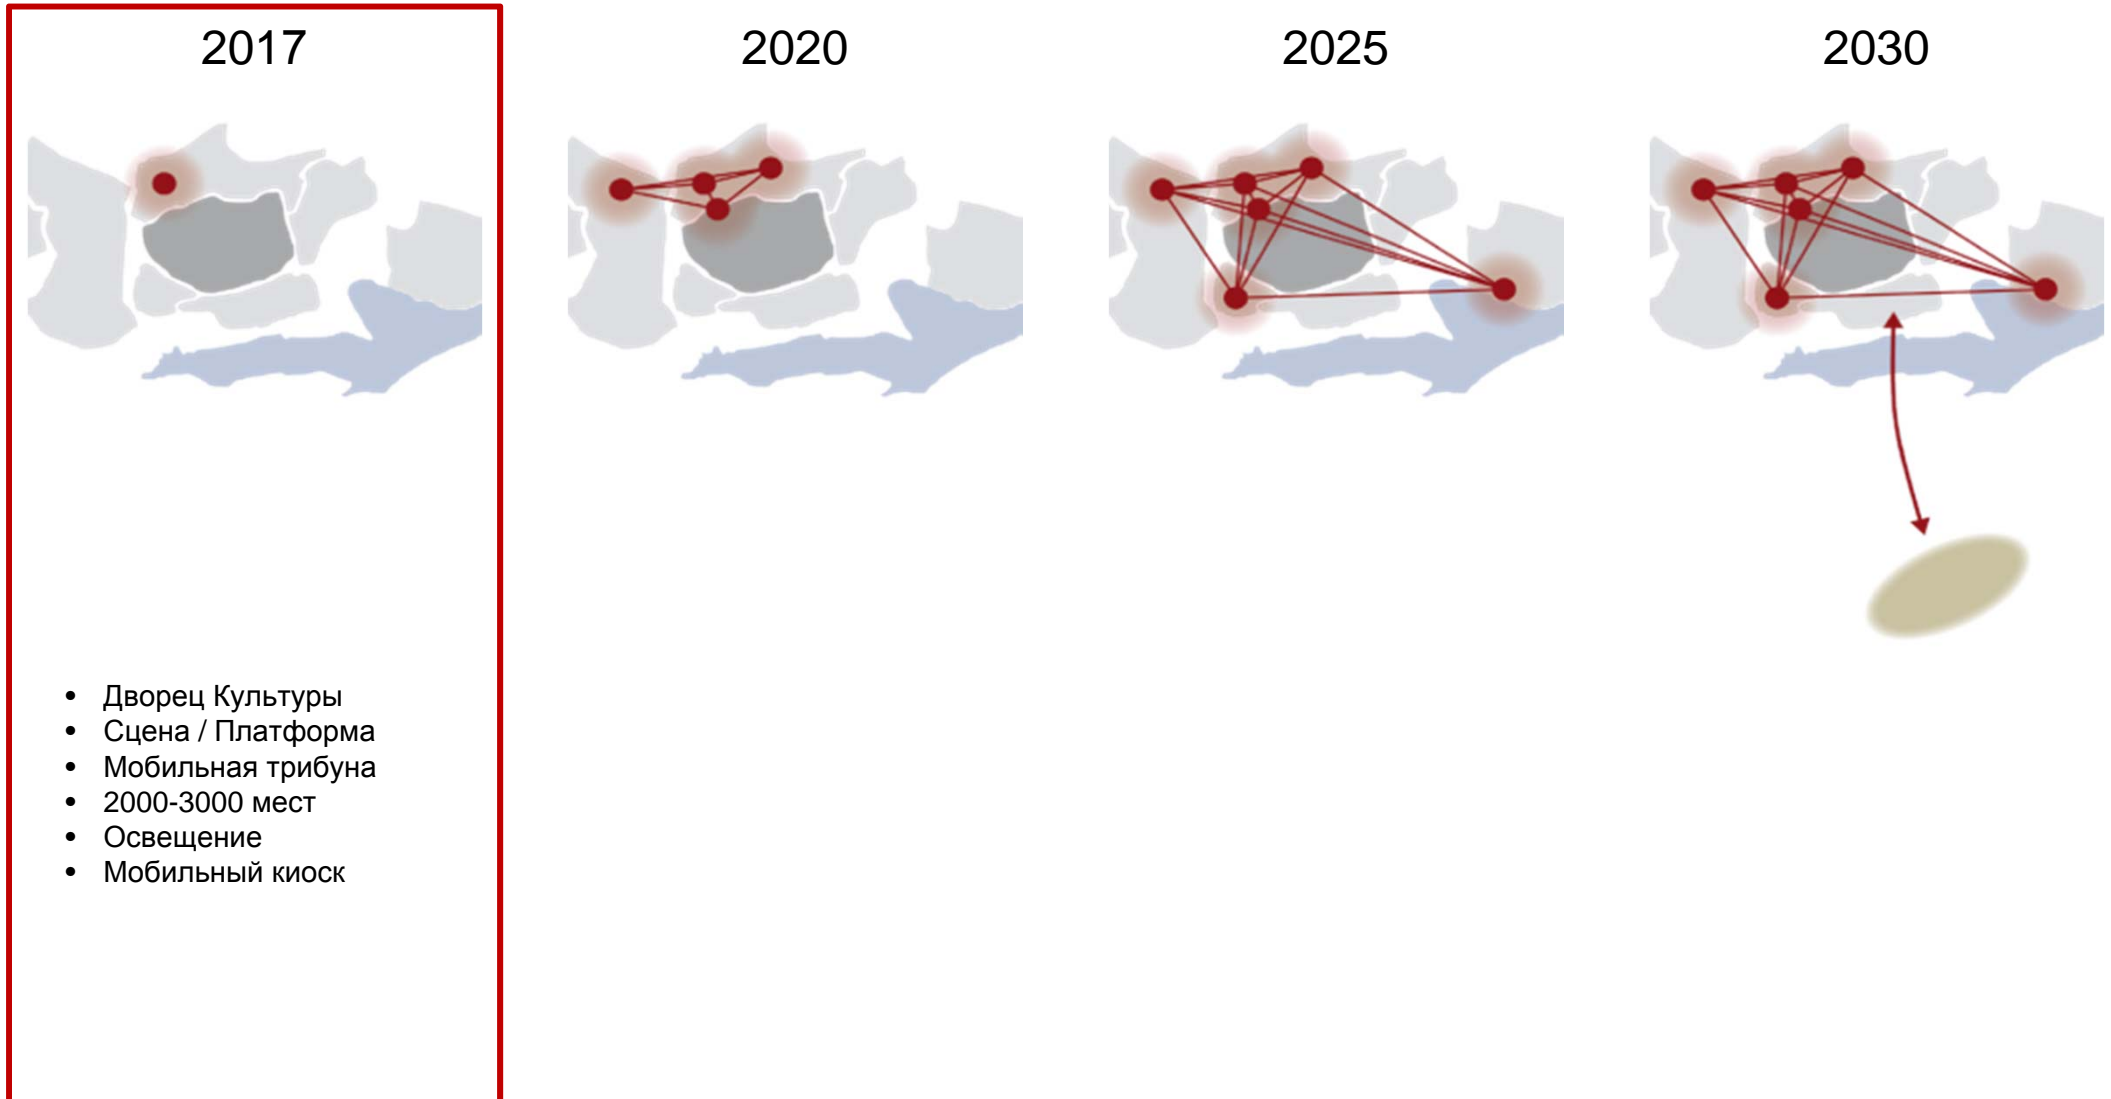 2017
2020
2025
2030
• Дворец Культуры
• Сцена / Платформа
• Мобильная трибуна
• 2000-3000 мест
• Освещение
• Мобильный киоск